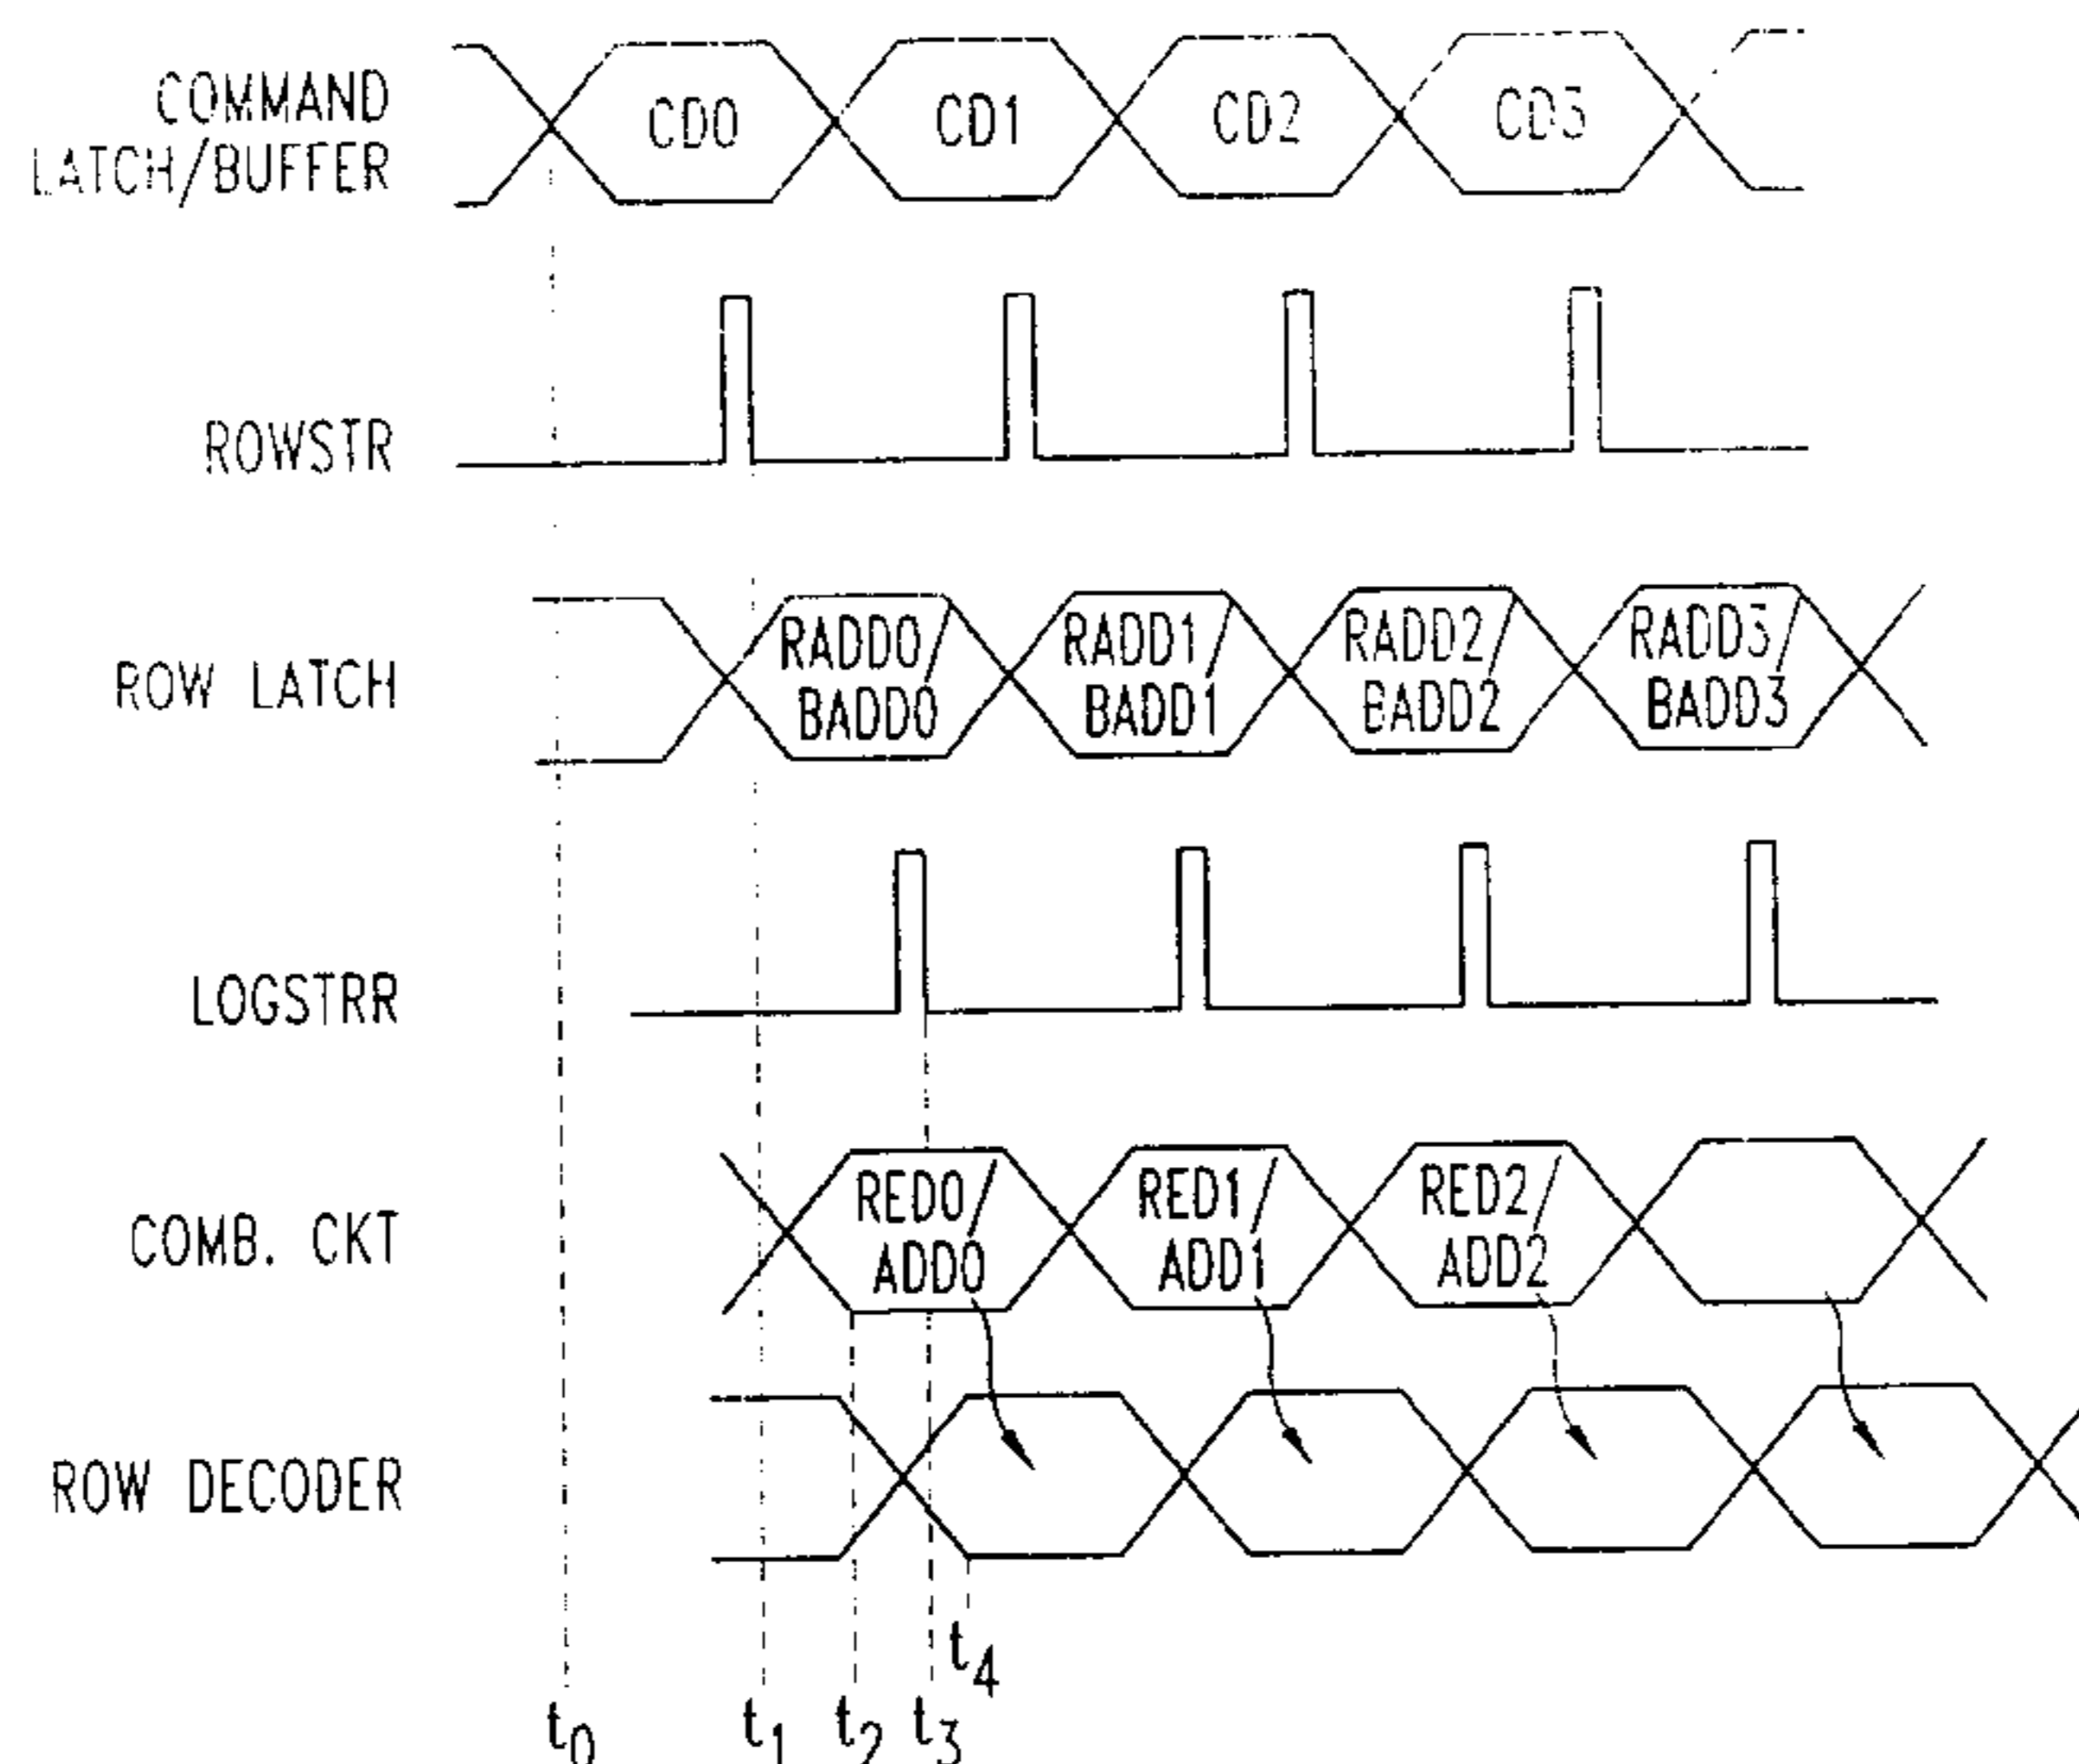 COMMAND
LATCH/BUFFER
CD0 CD1 CD2 CD3
ROWSTR
ROW LATCH
RADD0/ RADD1/ RADD2/ RADD3/
BADD0 BADD1 BADD2 BADD3
LOGSTRR
COMB. CKT
RED0/ RED1/ RED2/
ADD0 ADD1 ADD2
ROW DECODER
t4
t0 t1 t2 t3